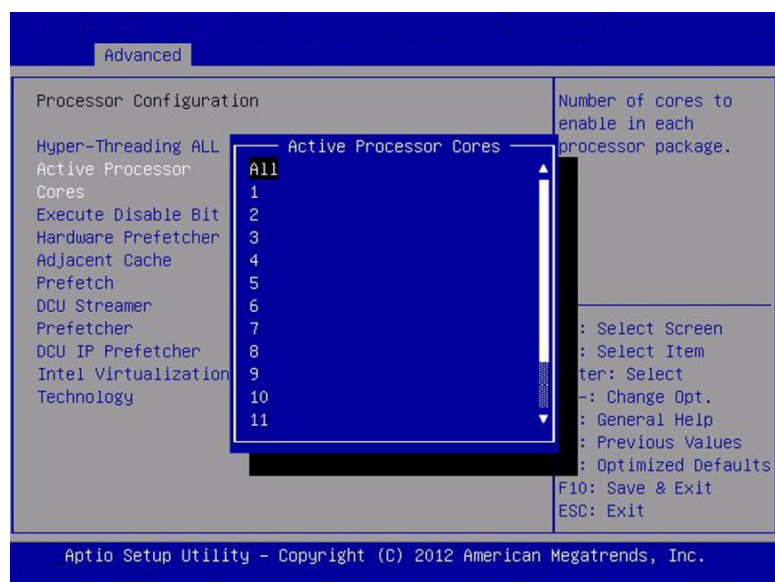 Advanced
Processor Configuration
Hyper-Threading ALL
Active Processor
Cores
Execute Disable Bit
Hardware Prefetcher
Adjacent Cache
Prefetch
DCU Streamer
Prefetcher
DCU IP Prefetcher
Intel Virtualization
Technology
Active Processor Cores
All
1
2
3
4
5
6
7
8
9
10
11
Number of cores to
enable in each
processor package.
: Select Screen
: Select Item
ter: Select
-: Change Opt.
: General Help
: Previous Values
: Optimized Defaults
F10: Save & Exit
ESC: Exit
Aptio Setup Utility - Copyright (C) 2012 American Megatrends, Inc.